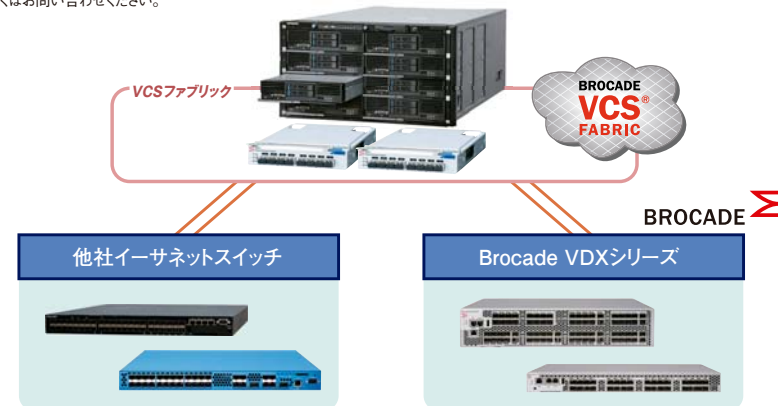 くはお問い合わせください。
VCSファブリック
BROCADE
VCS®
FABRIC
BROCADE
他社イーサネットスイッチ
Brocade VDXシリーズ